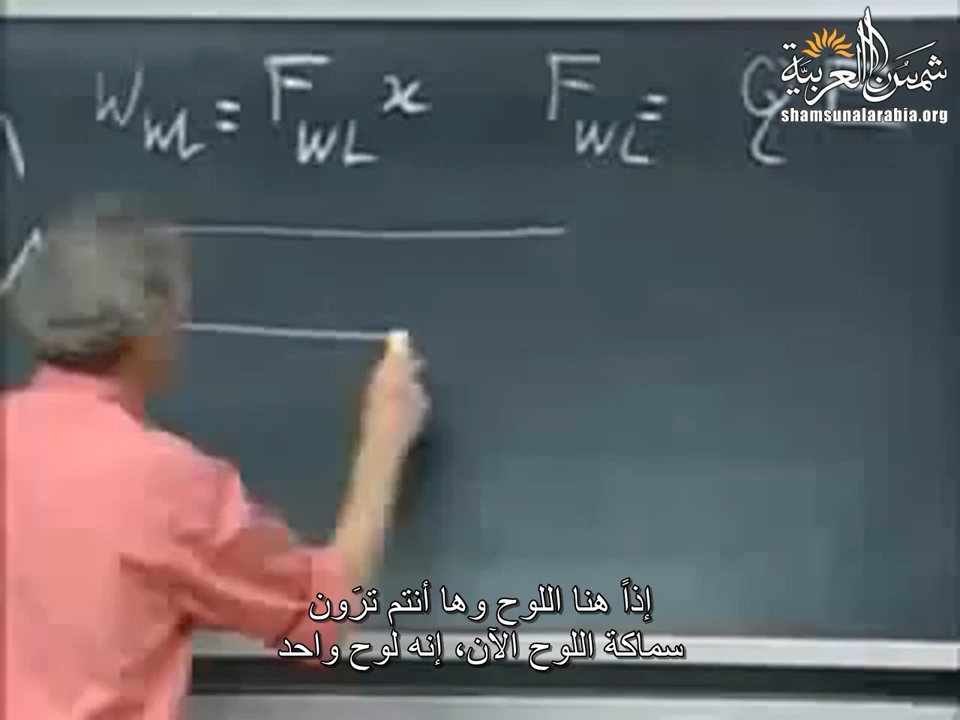 شمس العربية
shamsunalarabia.org
W_WL = F_WL x F_WL = Q
إذاً هنا اللوح وها أنتم ترَون
سماكة اللوح الآن، إنه لوح واحد